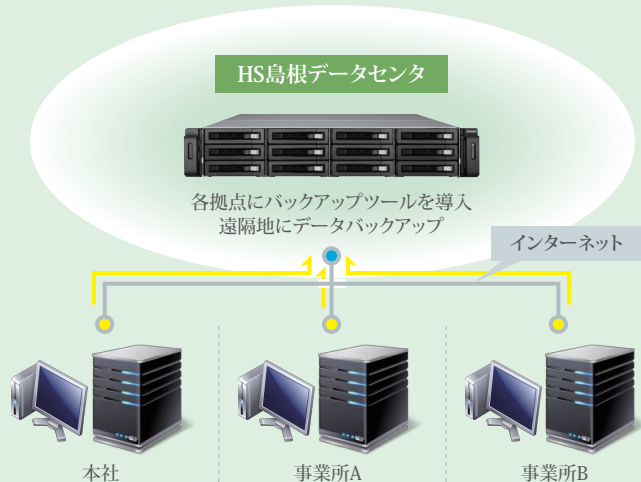 HS島根データセンタ
各拠点にバックアップツールを導入
遠隔地にデータバックアップ
インターネット
本社
事業所A
事業所B